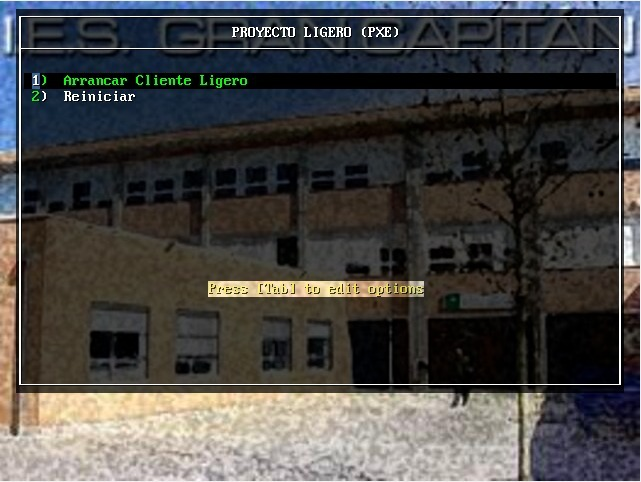 I.E.S. GRAN CAPITÁN
PROYECTO LIGERO (PXE)
1) Arrancar Cliente Ligero
2) Reiniciar
Press [Tab] to edit options